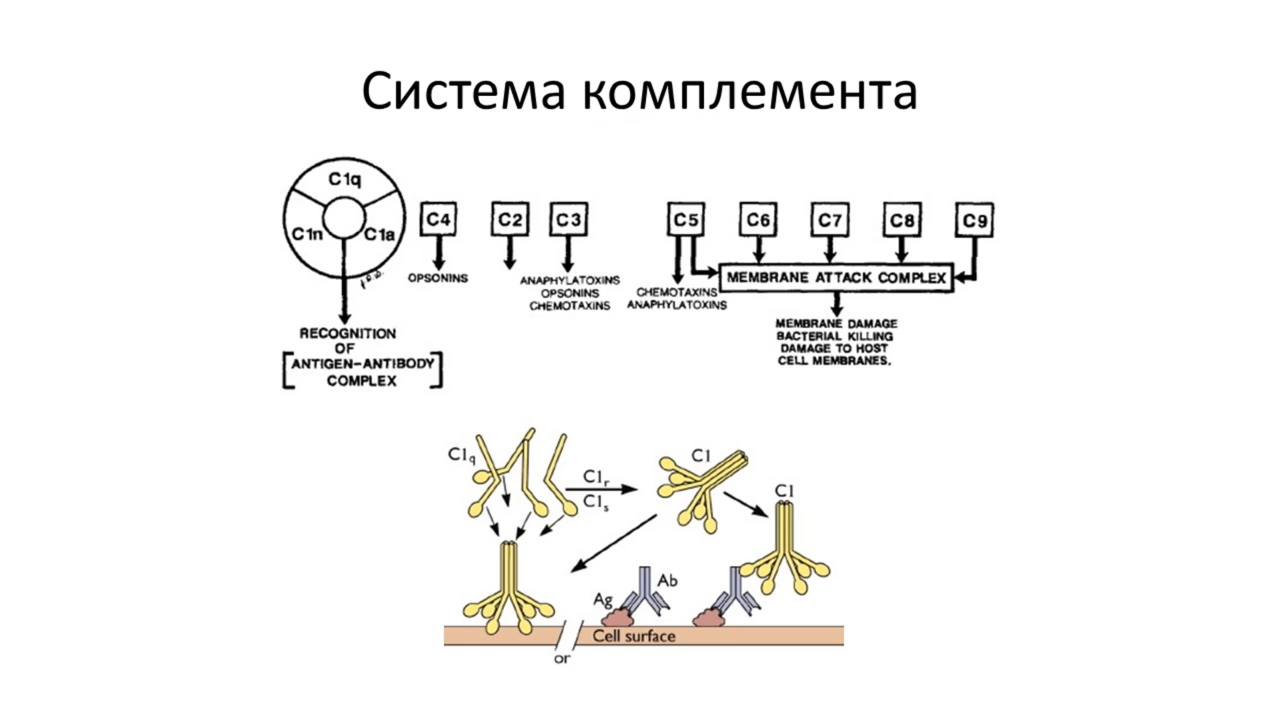 Система комплемента
C1q
C1n
C1a
C4
C2
C3
C5
C6
C7
C8
C9
OPSONINS
ANAPHYLATOXINS
OPSONINS
CHEMOTAXINS
CHEMOTAXINS
ANAPHYLATOXINS
MEMBRANE ATTACK COMPLEX
MEMBRANE DAMAGE
BACTERIAL KILLING
DAMAGE TO HOST
CELL MEMBRANES.
RECOGNITION
OF
[ANTIGEN-ANTIBODY
COMPLEX]
C1q
C1r
C1s
C1
C1
Ab
Ag
Cell surface
or